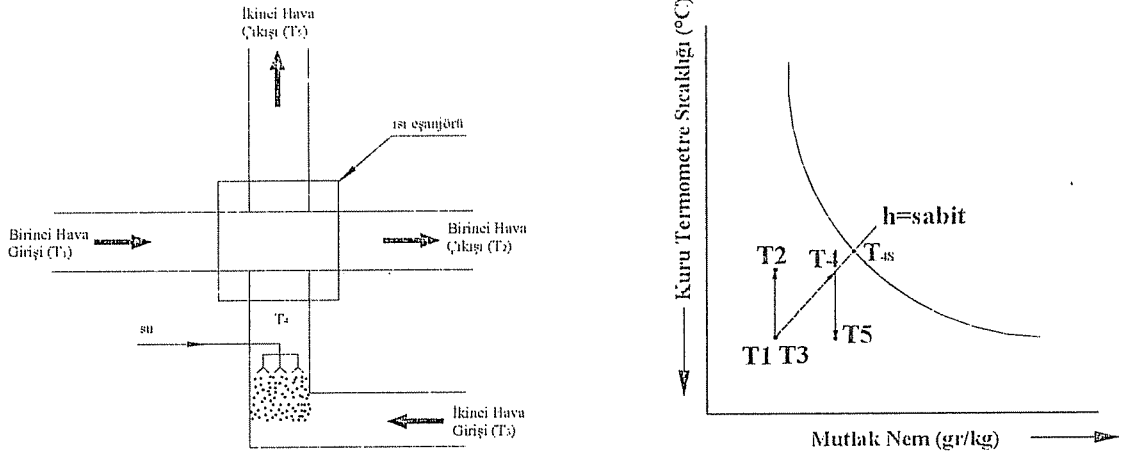 İkinci Hava
Çıkışı (T5)
ısı eşanjörü
Birinci Hava
Girişi (T1)
Birinci Hava
Çıkışı (T2)
T4
su
İkinci Hava
Girişi (T3)
Kuru Termometre Sıcaklığı (°C)
h=sabit
T2
T4
T4S
T1 T3
T5
Mutlak Nem (gr/kg)